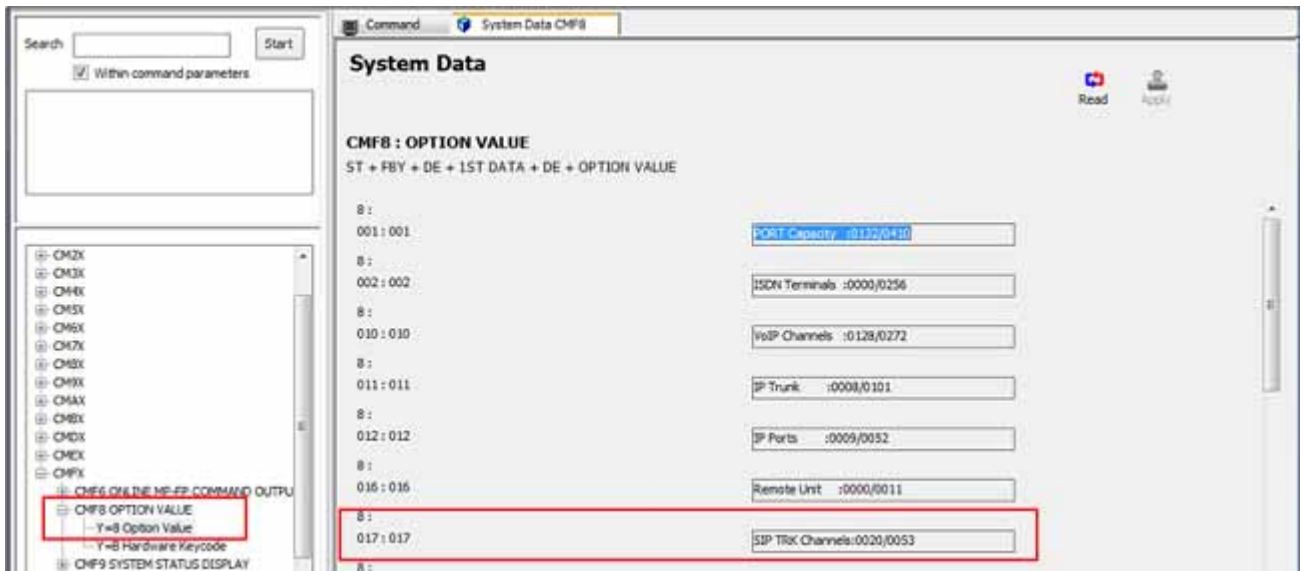 Command
System Data CMF8
Search
Start
Within command parameters
System Data
Read
Apply
CMF8 : OPTION VALUE
ST + F8Y + DE + 1ST DATA + DE + OPTION VALUE
8 :
001 : 001
PORT Capacity :0132/0410
8 :
002 : 002
ISDN Terminals :0000/0256
8 :
010 : 010
VoIP Channels :0128/0272
8 :
011 : 011
IP Trunk :0008/0101
8 :
012 : 012
IP Ports :0009/0052
8 :
016 : 016
Remote Unit :0000/0011
8 :
017 : 017
SIP TRK Channels:0020/0053
8 :
CM2X
CM3X
CM4X
CM5X
CM6X
CM7X
CM8X
CM9X
CMAX
CMBX
CMDX
CMEX
CMFX
CMF6 ONLINE MP-FP COMMAND OUTPU
CMF8 OPTION VALUE
Y=8 Option Value
Y=B Hardware Keycode
CMF9 SYSTEM STATUS DISPLAY